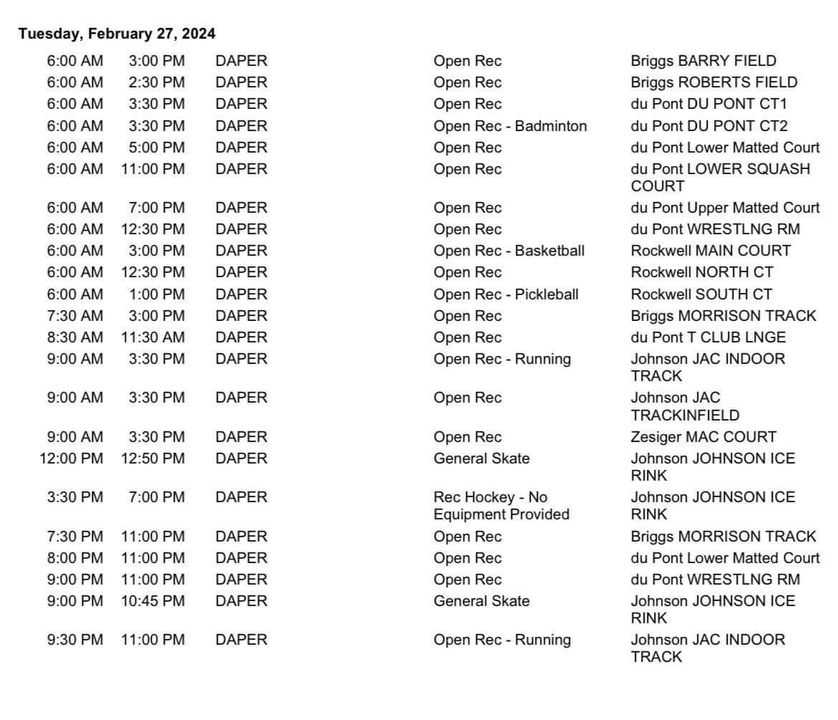 Tuesday, February 27, 2024
6:00 AM 3:00 PM DAPER Open Rec Briggs BARRY FIELD
6:00 AM 2:30 PM DAPER Open Rec Briggs ROBERTS FIELD
6:00 AM 3:30 PM DAPER Open Rec du Pont DU PONT CT1
6:00 AM 3:30 PM DAPER Open Rec - Badminton du Pont DU PONT CT2
6:00 AM 5:00 PM DAPER Open Rec du Pont Lower Matted Court
6:00 AM 11:00 PM DAPER Open Rec du Pont LOWER SQUASH
COURT
6:00 AM 7:00 PM DAPER Open Rec du Pont Upper Matted Court
6:00 AM 12:30 PM DAPER Open Rec du Pont WRESTLNG RM
6:00 AM 3:00 PM DAPER Open Rec - Basketball Rockwell MAIN COURT
6:00 AM 12:30 PM DAPER Open Rec Rockwell NORTH CT
6:00 AM 1:00 PM DAPER Open Rec - Pickleball Rockwell SOUTH CT
7:30 AM 3:00 PM DAPER Open Rec Briggs MORRISON TRACK
8:30 AM 11:30 AM DAPER Open Rec du Pont T CLUB LNGE
9:00 AM 3:30 PM DAPER Open Rec - Running Johnson JAC INDOOR
TRACK
9:00 AM 3:30 PM DAPER Open Rec Johnson JAC
TRACKINFIELD
9:00 AM 3:30 PM DAPER Open Rec Zesiger MAC COURT
12:00 PM 12:50 PM DAPER General Skate Johnson JOHNSON ICE
RINK
3:30 PM 7:00 PM DAPER Rec Hockey - No Johnson JOHNSON ICE
Equipment Provided RINK
7:30 PM 11:00 PM DAPER Open Rec Briggs MORRISON TRACK
8:00 PM 11:00 PM DAPER Open Rec du Pont Lower Matted Court
9:00 PM 11:00 PM DAPER Open Rec du Pont WRESTLNG RM
9:00 PM 10:45 PM DAPER General Skate Johnson JOHNSON ICE
RINK
9:30 PM 11:00 PM DAPER Open Rec - Running Johnson JAC INDOOR
TRACK